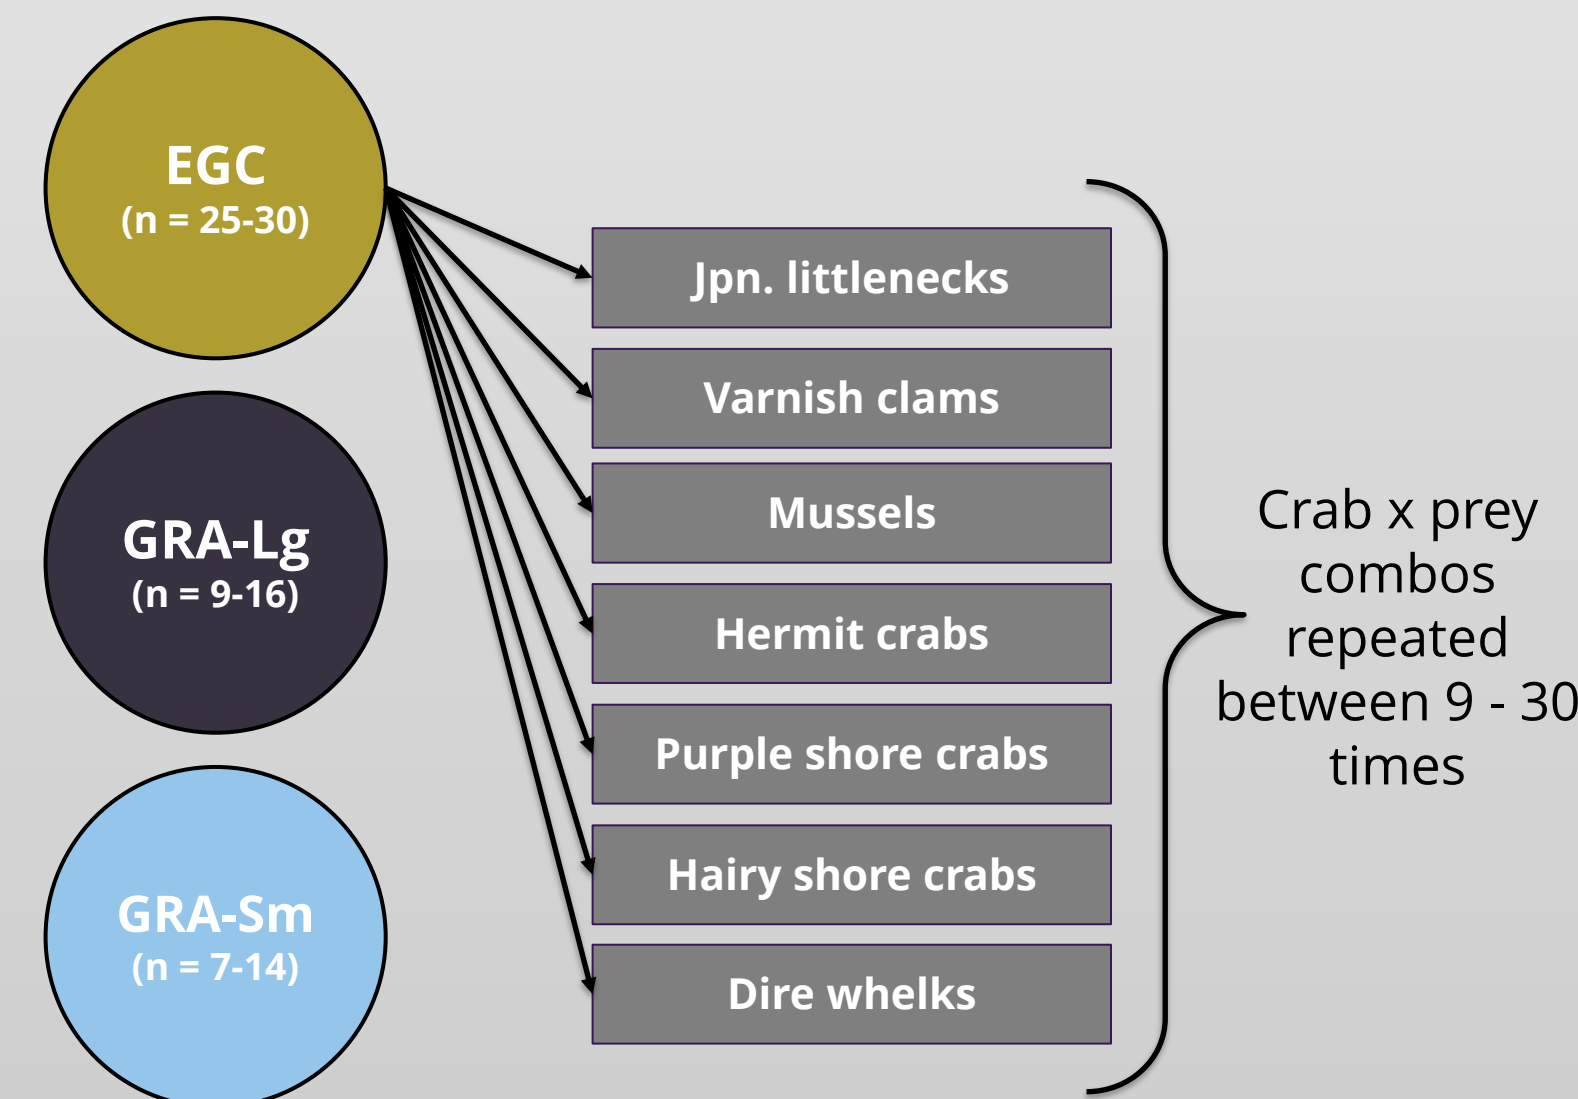 EGC
(n = 25-30)
GRA-Lg
(n = 9-16)
GRA-Sm
(n = 7-14)
Jpn. littlenecks
Varnish clams
Mussels
Hermit crabs
Purple shore crabs
Hairy shore crabs
Dire whelks
Crab x prey
combos
repeated
between 9 - 30
times